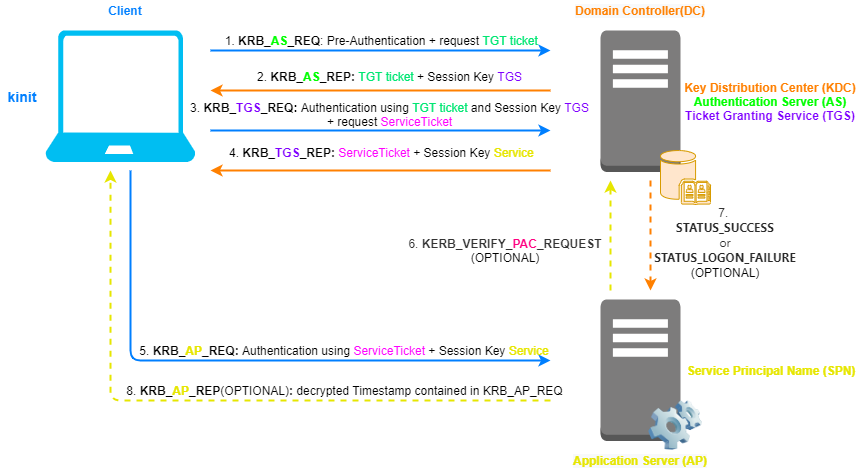 Client
Domain Controller(DC)
kinit
1. KRB_AS_REQ: Pre-Authentication + request TGT ticket
2. KRB_AS_REP: TGT ticket + Session Key TGS
3. KRB_TGS_REQ: Authentication using TGT ticket and Session Key TGS
+ request ServiceTicket
4. KRB_TGS_REP: ServiceTicket + Session Key Service
Key Distribution Center (KDC)
Authentication Server (AS)
Ticket Granting Service (TGS)
6. KERB_VERIFY_PAC_REQUEST
(OPTIONAL)
7.
STATUS_SUCCESS
or
STATUS_LOGON_FAILURE
(OPTIONAL)
5. KRB_AP_REQ: Authentication using ServiceTicket + Session Key Service
8. KRB_AP_REP(OPTIONAL): decrypted Timestamp contained in KRB_AP_REQ
Service Principal Name (SPN)
Application Server (AP)